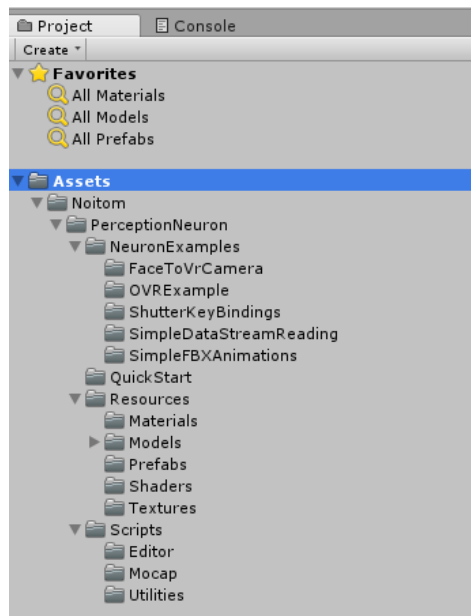 Project Console
Create
Favorites
All Materials
All Models
All Prefabs
Assets
Noitom
PerceptionNeuron
NeuronExamples
FaceToVrCamera
OVRExample
ShutterKeyBindings
SimpleDataStreamReading
SimpleFBXAnimations
QuickStart
Resources
Materials
Models
Prefabs
Shaders
Textures
Scripts
Editor
Mocap
Utilities